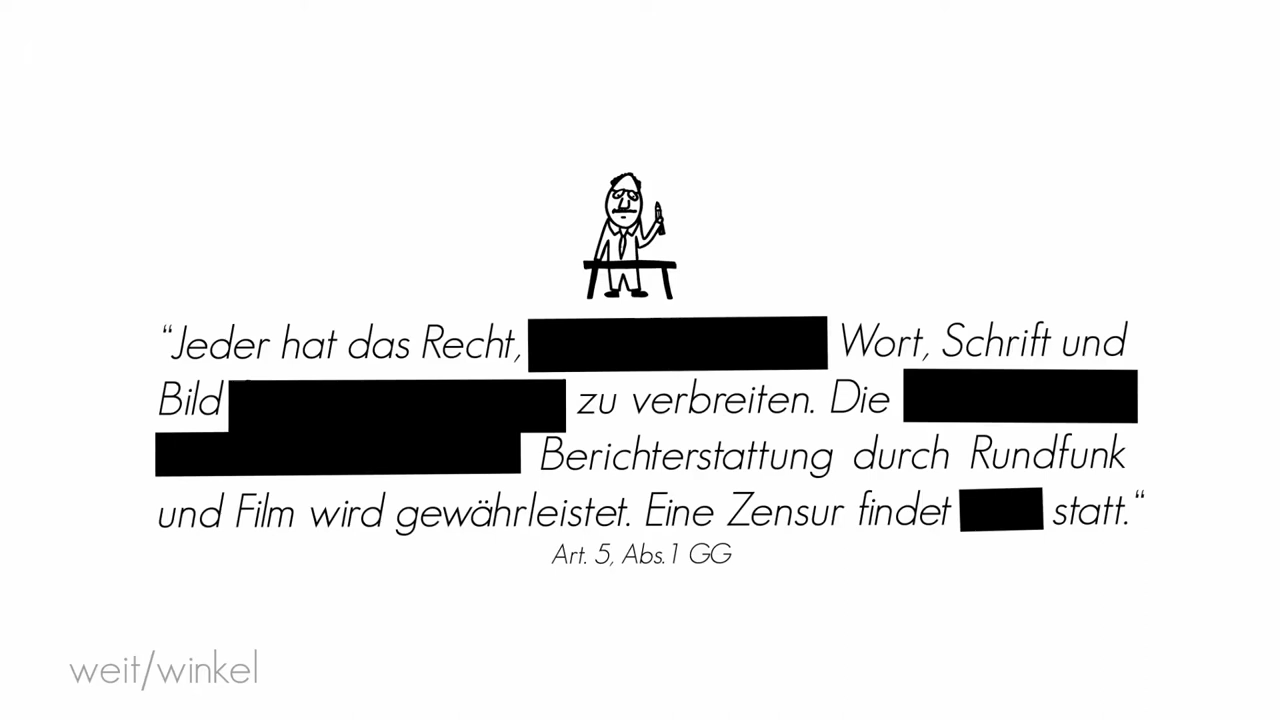 “Jeder hat das Recht, Wort, Schrift und
Bild zu verbreiten. Die
Berichterstattung durch Rundfunk
und Film wird gewährleistet. Eine Zensur findet statt.“
Art. 5, Abs.1 GG
weit/winkel